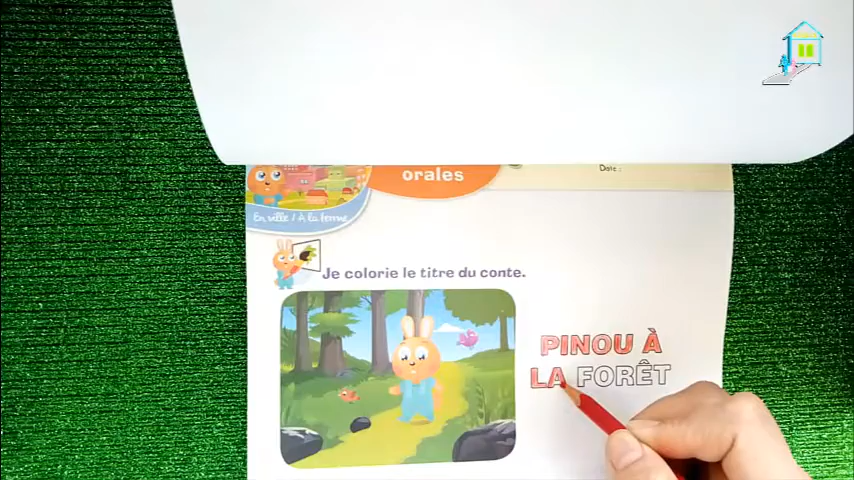 orales
Date :
En ville / À la ferme
Je colorie le titre du conte.
PINOU À
LA FORÊT